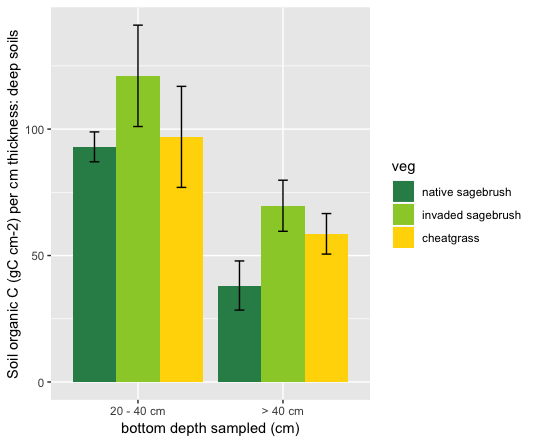 Soil organic C (gC cm-2) per cm thickness: deep soils
100
50
0
20 - 40 cm
> 40 cm
bottom depth sampled (cm)
veg
native sagebrush
invaded sagebrush
cheatgrass